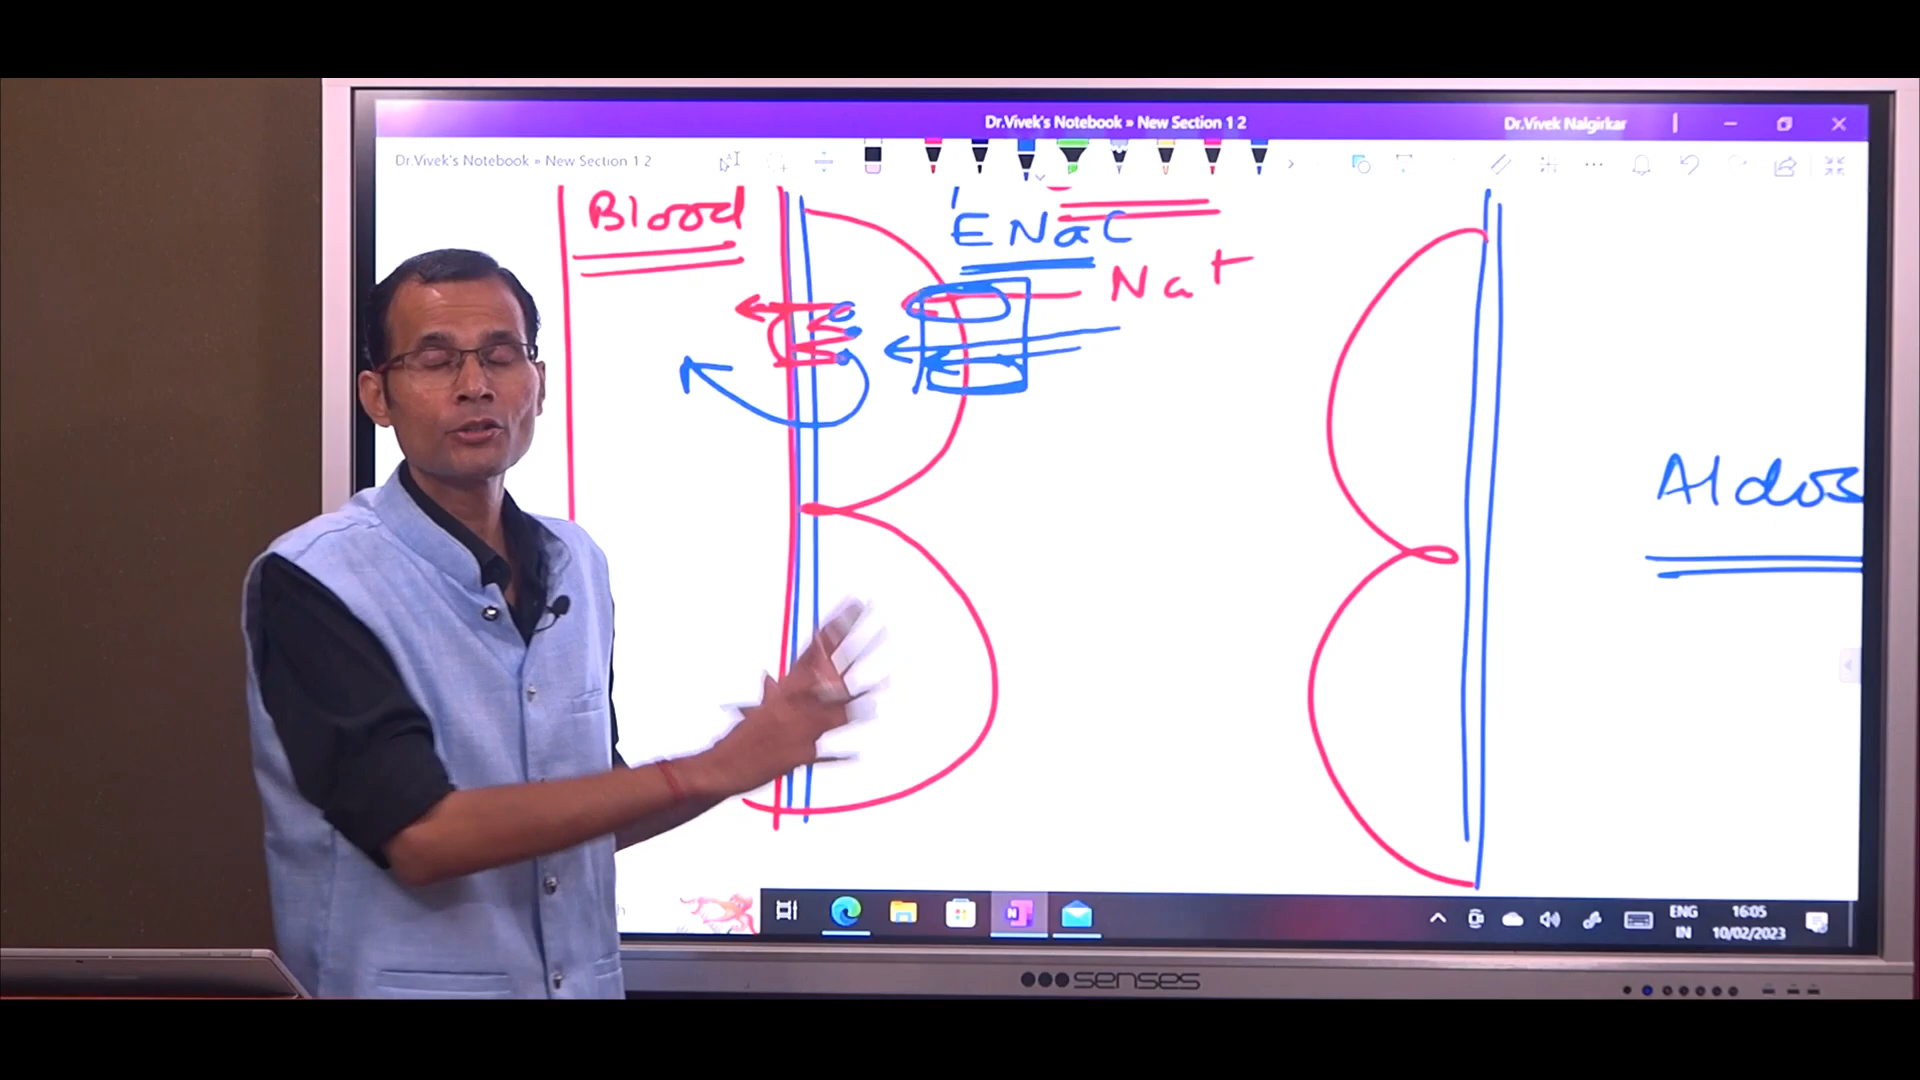 Dr.Vivek's Notebook » New Section 1 2
Dr.Vivek Nalgirkar
Dr.Vivek's Notebook » New Section 1 2
Blood
ENaC
Na+
Aldos
ENG
IN
16:05
10/02/2023
senses